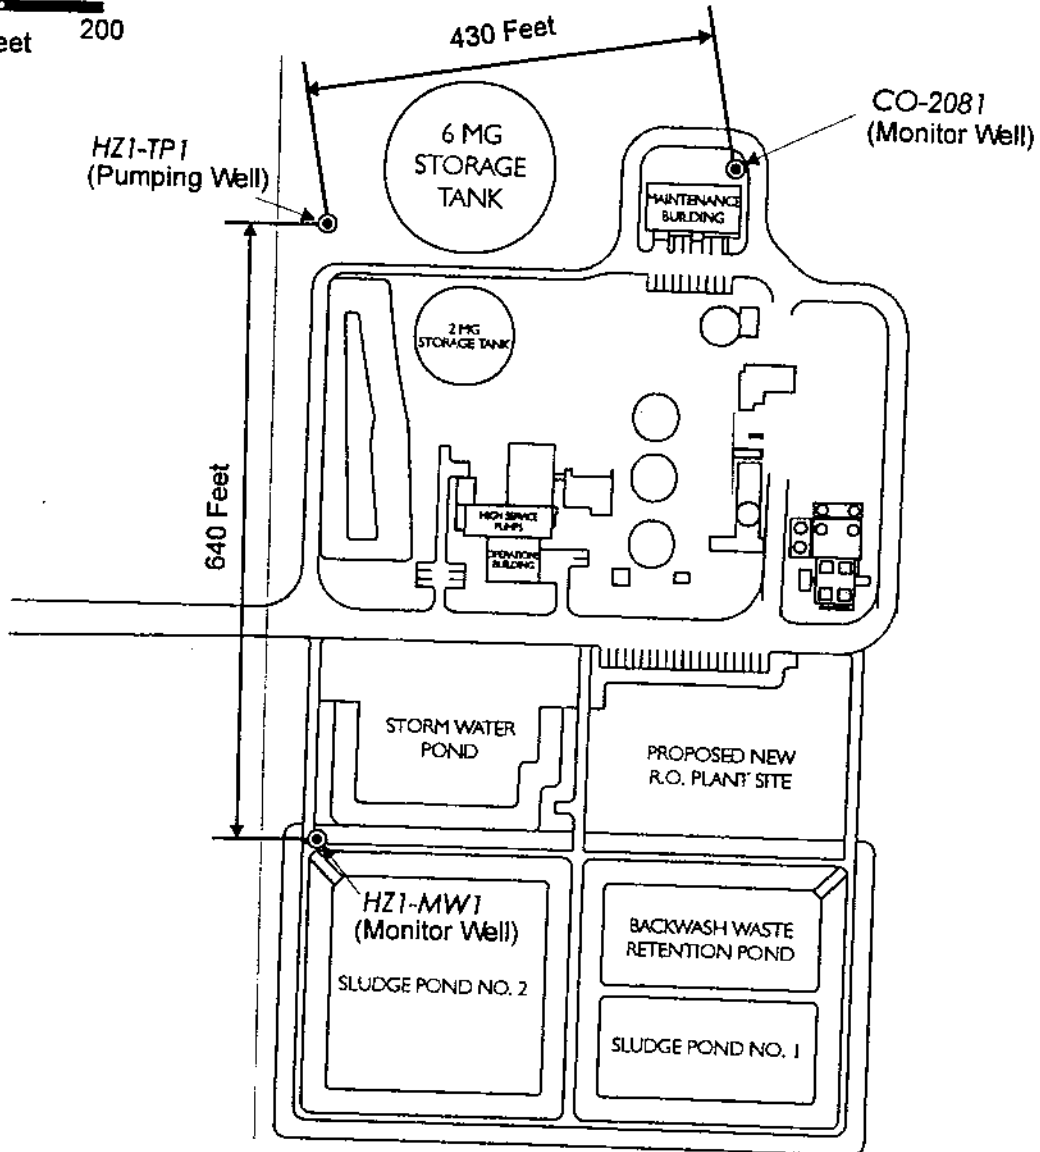 200
eet
430 Feet
CO-2081
(Monitor Well)
HZ1-TP1
(Pumping Well)
6 MG
STORAGE
TANK
MAINTENANCE
BUILDING
2 MG
STORAGE TANK
640 Feet
HIGH SERVICE
PUMPS
OPERATIONS
BUILDING
STORM WATER
POND
PROPOSED NEW
R.O. PLANT SITE
HZ1-MW1
(Monitor Well)
BACKWASH WASTE
RETENTION POND
SLUDGE POND NO. 2
SLUDGE POND NO. 1